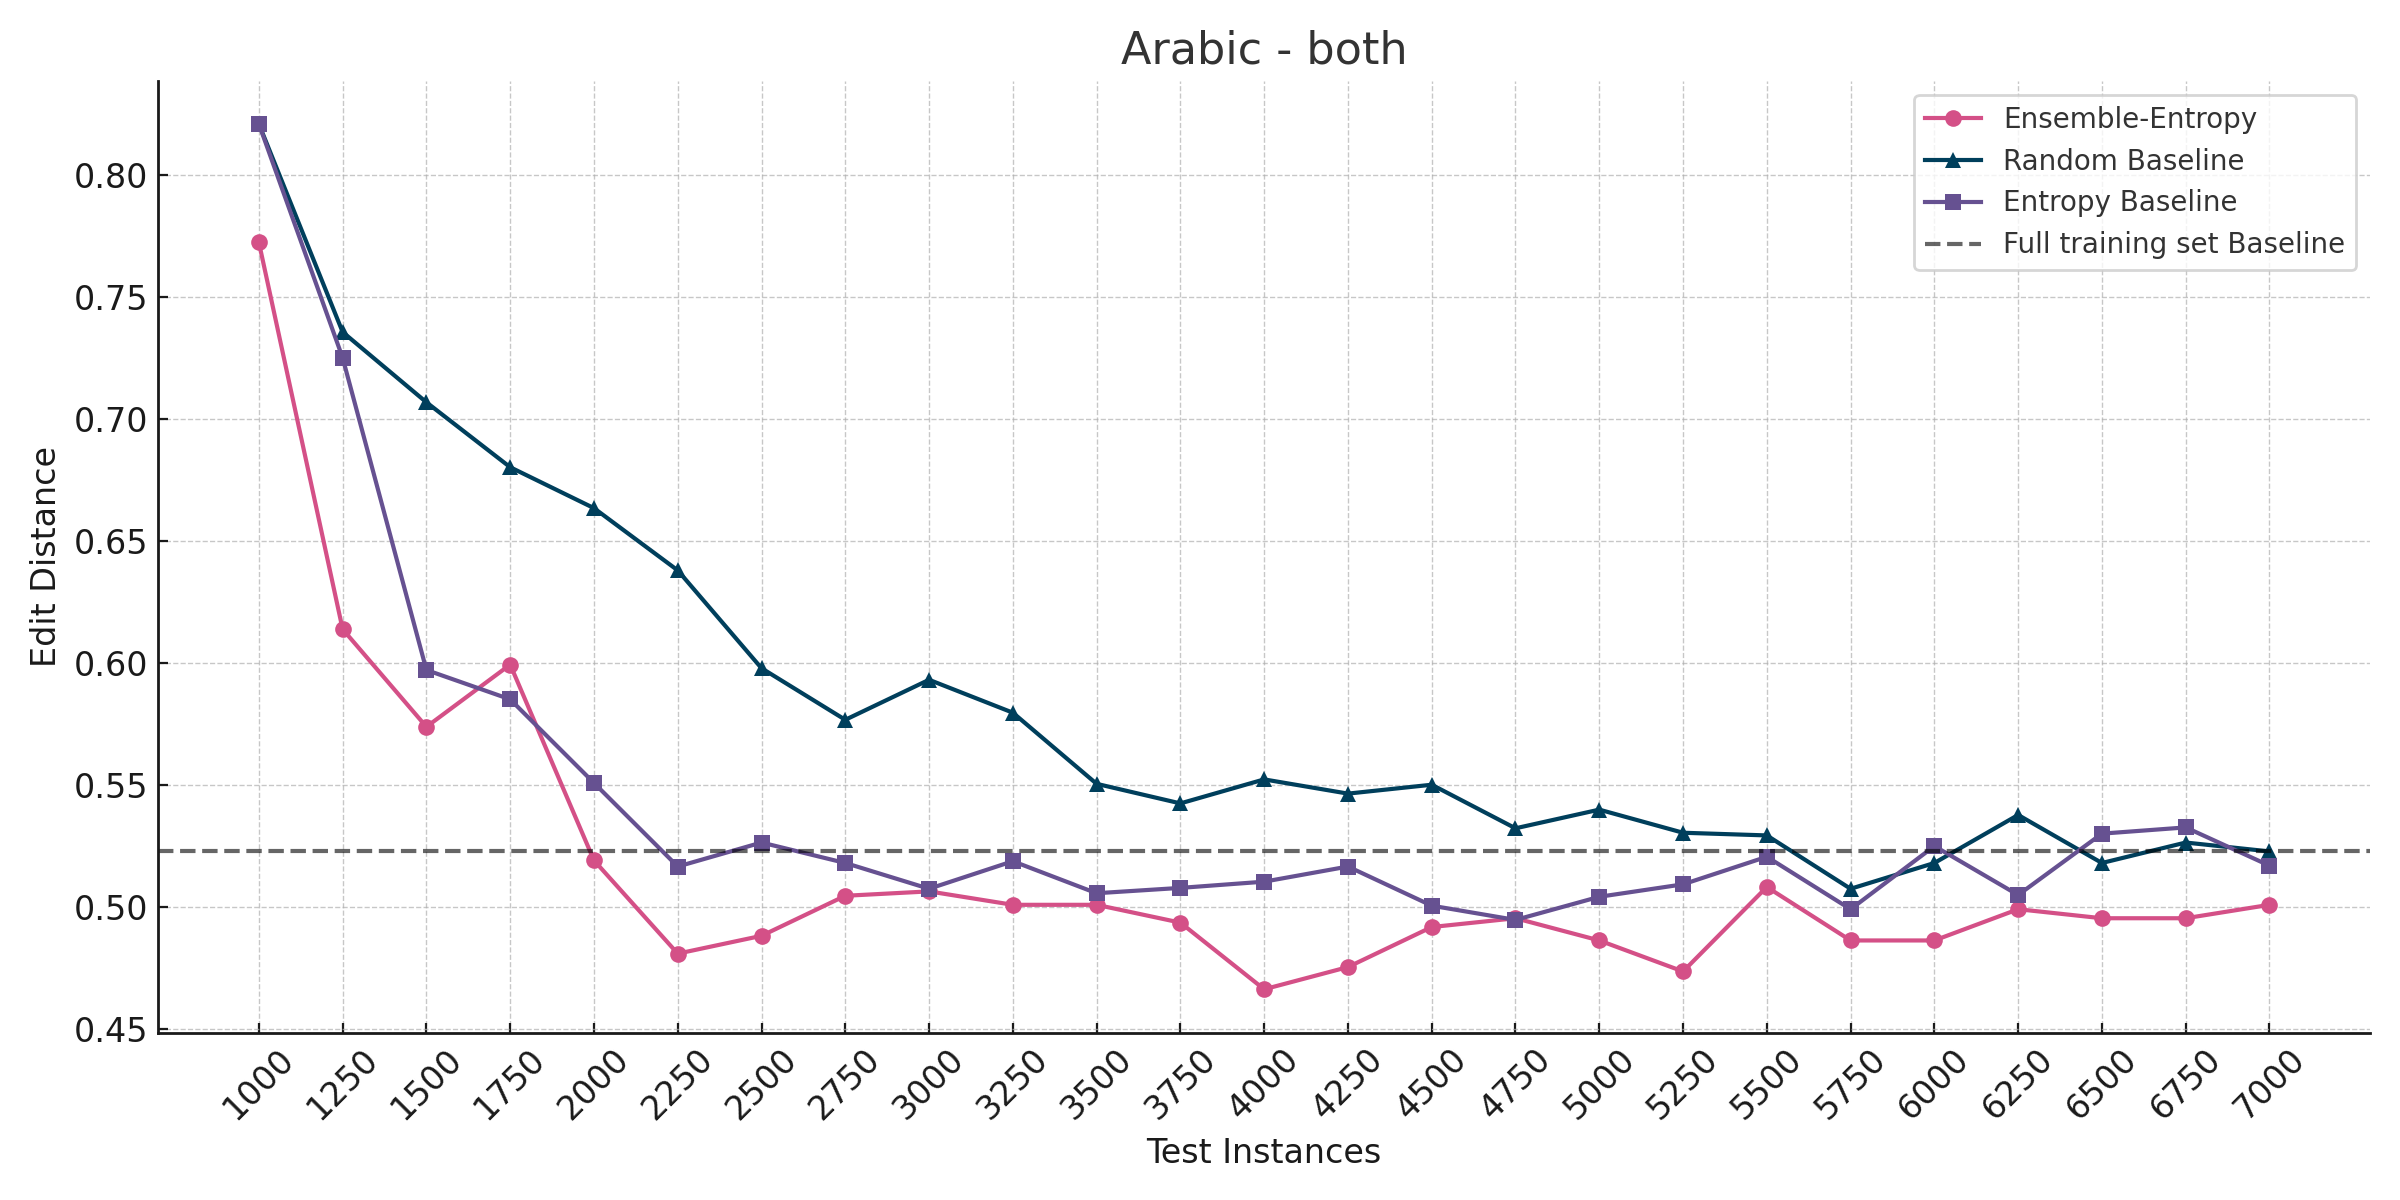 Arabic - both
Ensemble-Entropy
Random Baseline
Entropy Baseline
Full training set Baseline
Edit Distance
0.80
0.75
0.70
0.65
0.60
0.55
0.50
0.45
1000 1250 1500 1750 2000 2250 2500 2750 3000 3250 3500 3750 4000 4250 4500 4750 5000 5250 5500 5750 6000 6250 6500 6750 7000
Test Instances